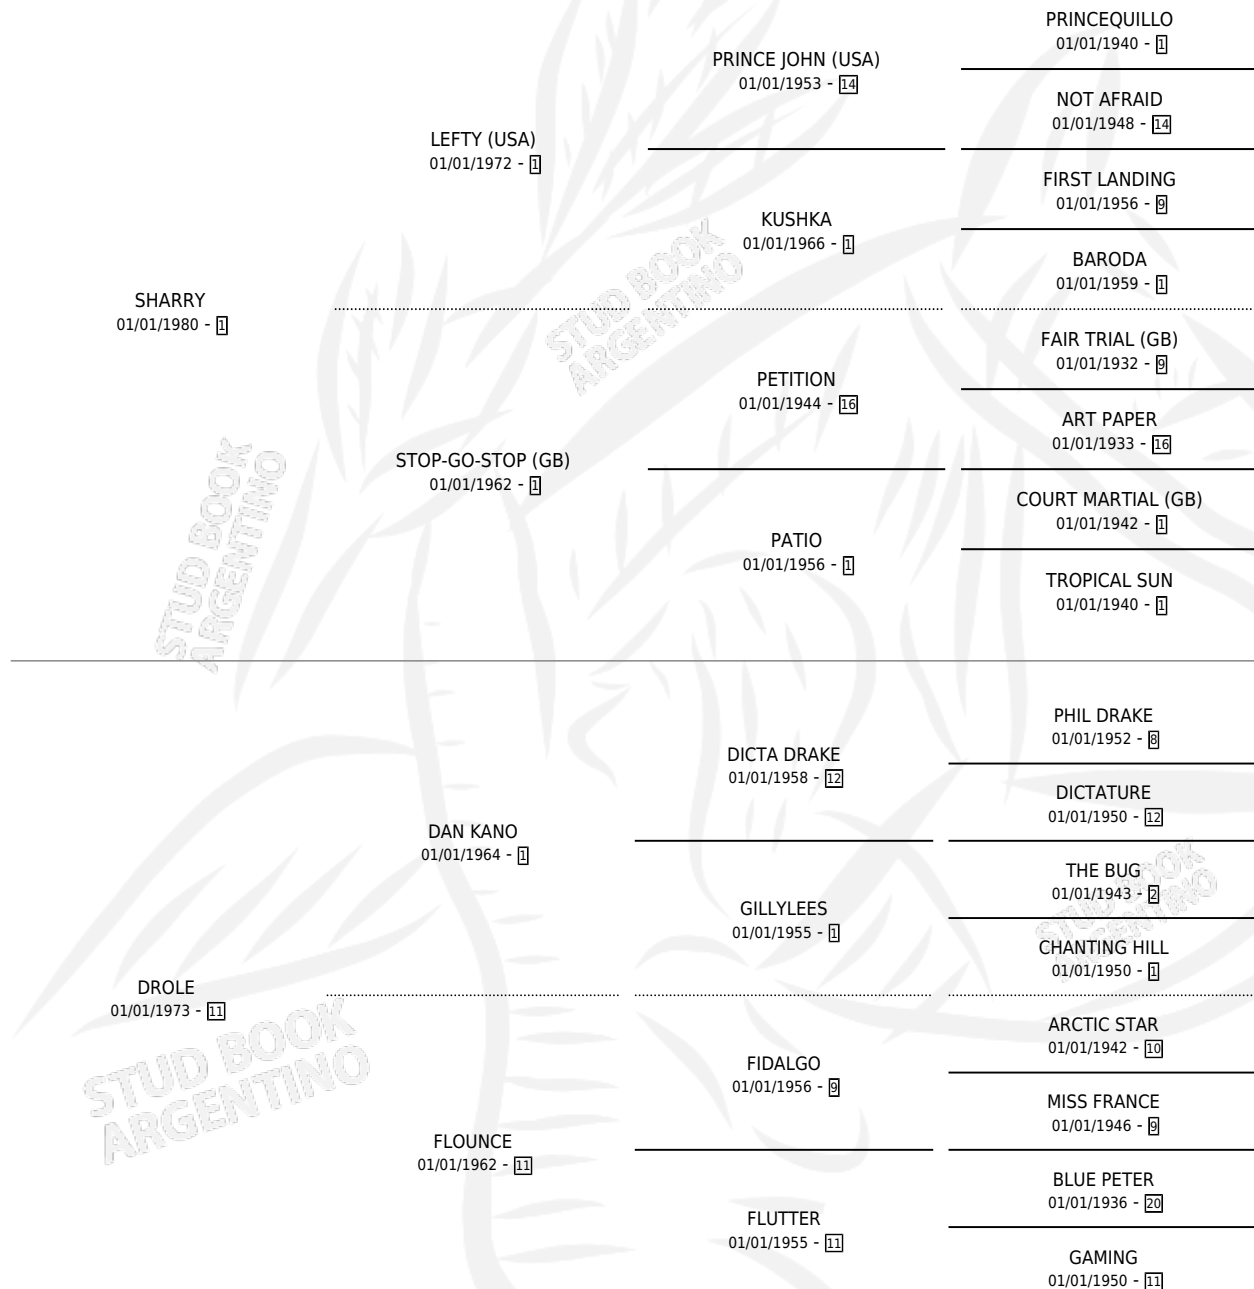 PRINCEQUILLO
01/01/1940 - 1
PRINCE JOHN (USA)
01/01/1953 - 14
NOT AFRAID
01/01/1948 - 14
LEFTY (USA)
01/01/1972 - 1
FIRST LANDING
01/01/1956 - 9
KUSHKA
01/01/1966 - 1
BARODA
01/01/1959 - 1
SHARRY
01/01/1980 - 1
FAIR TRIAL (GB)
01/01/1932 - 9
PETITION
01/01/1944 - 16
ART PAPER
01/01/1933 - 16
STOP-GO-STOP (GB)
01/01/1962 - 1
COURT MARTIAL (GB)
01/01/1942 - 1
PATIO
01/01/1956 - 1
TROPICAL SUN
01/01/1940 - 1
PHIL DRAKE
01/01/1952 - 8
DICTA DRAKE
01/01/1958 - 12
DICTATURE
01/01/1950 - 12
DAN KANO
01/01/1964 - 1
THE BUG
01/01/1943 - 2
GILLYLEES
01/01/1955 - 1
CHANTING HILL
01/01/1950 - 1
DROLE
01/01/1973 - 11
ARCTIC STAR
01/01/1942 - 10
FIDALGO
01/01/1956 - 9
MISS FRANCE
01/01/1946 - 9
FLOUNCE
01/01/1962 - 11
BLUE PETER
01/01/1936 - 20
FLUTTER
01/01/1955 - 11
GAMING
01/01/1950 - 11
STUD BOOK
ARGENTINO
STUD BOOK
ARGENTINO
STUD BOOK
ARGENTINO
STUD BOOK
ARGENTINO